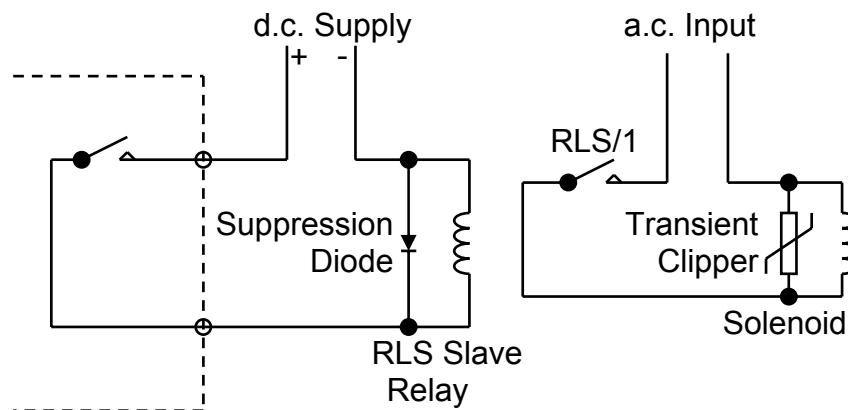 d.c. Supply
+ -
Suppression
Diode
RLS Slave
Relay
a.c. Input
RLS/1
Transient
Clipper
Solenoid